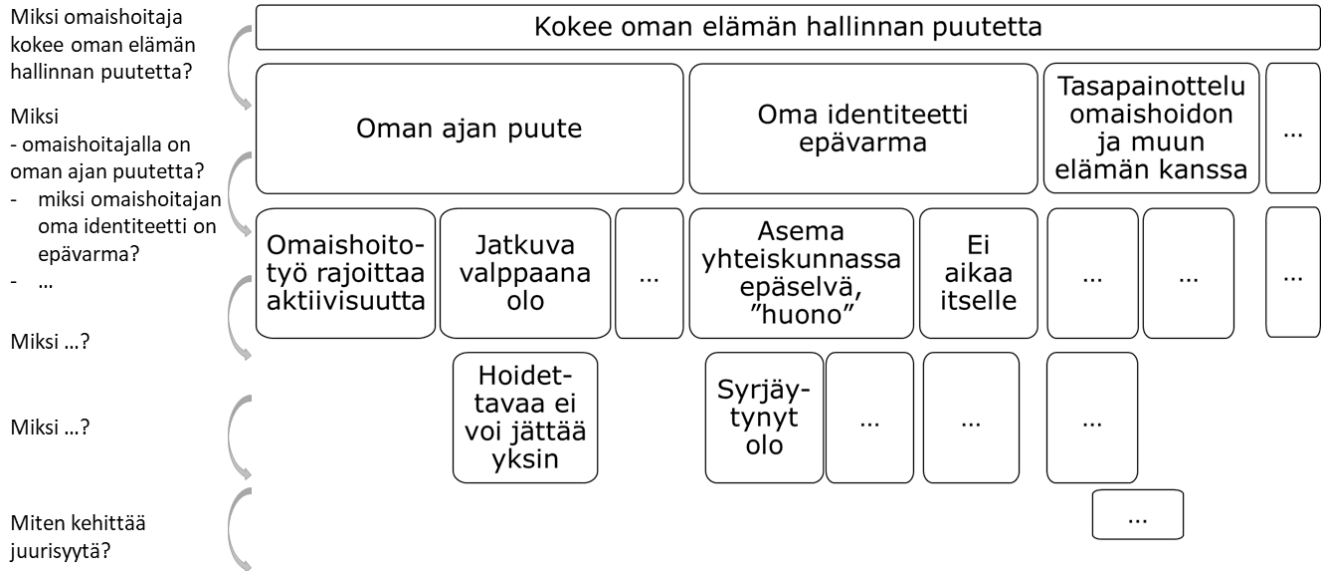 Miksi omaishoitaja
kokee oman elämän
hallinnan puutetta?
Miksi
- omaishoitajalla on
oman ajan puutetta?
- miksi omaishoitajan
oma identiteetti on
epävarma?
- ...
Miksi ...?
Miksi ...?
Miten kehittää
juurisyytä?
Kokee oman elämän hallinnan puutetta
Oman ajan puute
Oma identiteetti
epävarma
Tasapainottelu
omaishoidon
ja muun
elämän kanssa
...
Omaishoito-
työ rajoittaa
aktiivisuutta
Jatkuva
valppaana
olo
...
Asema
yhteiskunnassa
epäselvä,
”huono”
Ei
aikaa
itselle
...
...
...
Hoidet-
tavaa ei
voi jättää
yksin
Syrjäy-
tynyt
olo
...
...
...
...